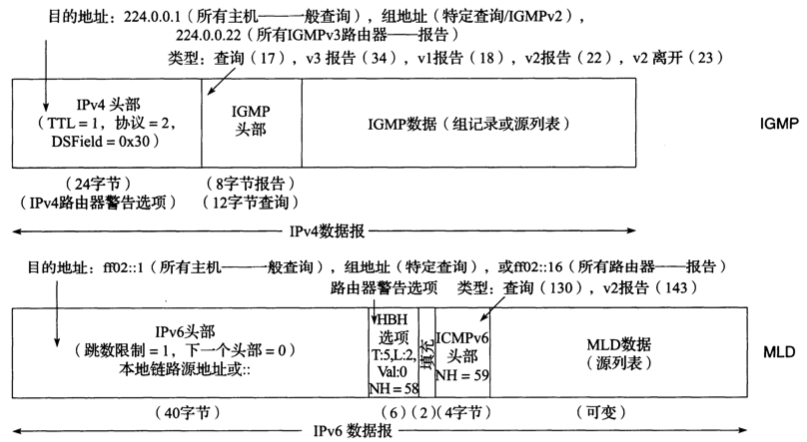 目的地址：224.0.0.1（所有主机——一般查询），组地址（特定查询/IGMPv2），
224.0.0.22（所有IGMPv3路由器——报告）
类型：查询（17），v3 报告（34），v1报告（18），v2报告（22），v2 离开（23）
IPv4 头部
（TTL = 1，协议 = 2，
DSField = 0x30）
IGMP
头部
IGMP数据（组记录或源列表）
IGMP
（24字节）
（IPv4路由器警告选项）
（8字节报告）
（12字节查询）
IPv4数据报
目的地址：ff02::1（所有主机——一般查询），组地址（特定查询），或ff02::16（所有路由器——报告）
路由器警告选项
类型：查询（130），v2报告（143）
IPv6头部
（跳数限制 = 1，下一个头部 = 0）
本地链路源地址或::
HBH
选项
T:5,L:2,
Val:0
NH = 58
填充
ICMPv6
头部
NH = 59
MLD数据
（源列表）
MLD
（40字节）
（6）（2）（4字节）
（可变）
IPv6 数据报